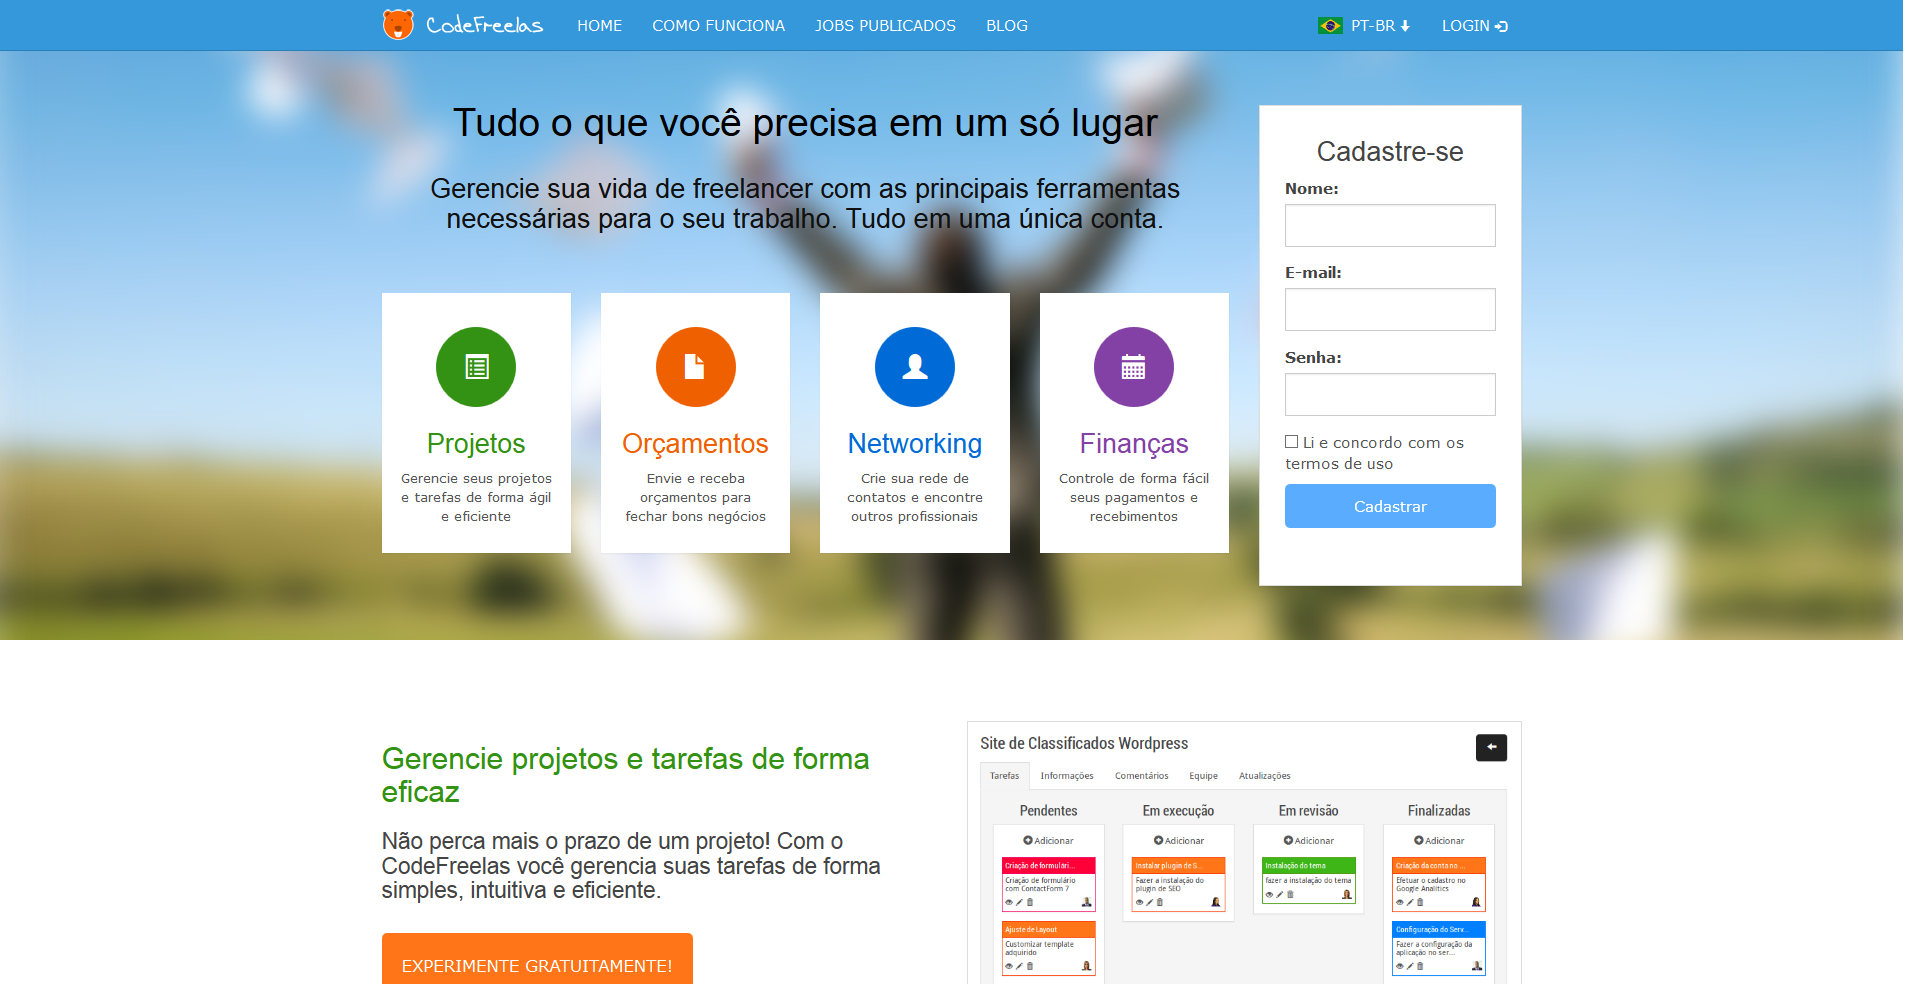 CodeFreelas HOME COMO FUNCIONA JOBS PUBLICADOS BLOG PT-BR LOGIN
Tudo o que você precisa em um só lugar
Gerencie sua vida de freelancer com as principais ferramentas
necessárias para o seu trabalho. Tudo em uma única conta.
Projetos
Gerencie seus projetos
e tarefas de forma ágil
e eficiente
Orçamentos
Envie e receba
orçamentos para
fechar bons negócios
Networking
Crie sua rede de
contatos e encontre
outros profissionais
Finanças
Controle de forma fácil
seus pagamentos e
recebimentos
Cadastre-se
Nome:
E-mail:
Senha:
Li e concordo com os
termos de uso
Cadastrar
Gerencie projetos e tarefas de forma
eficaz
Não perca mais o prazo de um projeto! Com o
CodeFreelas você gerencia suas tarefas de forma
simples, intuitiva e eficiente.
EXPERIMENTE GRATUITAMENTE!
Site de Classificados Wordpress
Tarefas Informações Comentários Equipe Atualizações
Pendentes
Adicionar
Criação de formulári...
Criação de formulário
com ContactForm 7
Ajuste de Layout
Customizar template
adquirido
Em execução
Adicionar
Instalar plugin de S...
Fazer a instalação do
plugin de SEO
Em revisão
Adicionar
Instalação do tema
fazer a instalação do tema
Finalizadas
Adicionar
Criação da conta no ...
Efetuar o cadastro no
Google Analitics
Configuração do Serv...
Fazer a configuração da
aplicação no ser...